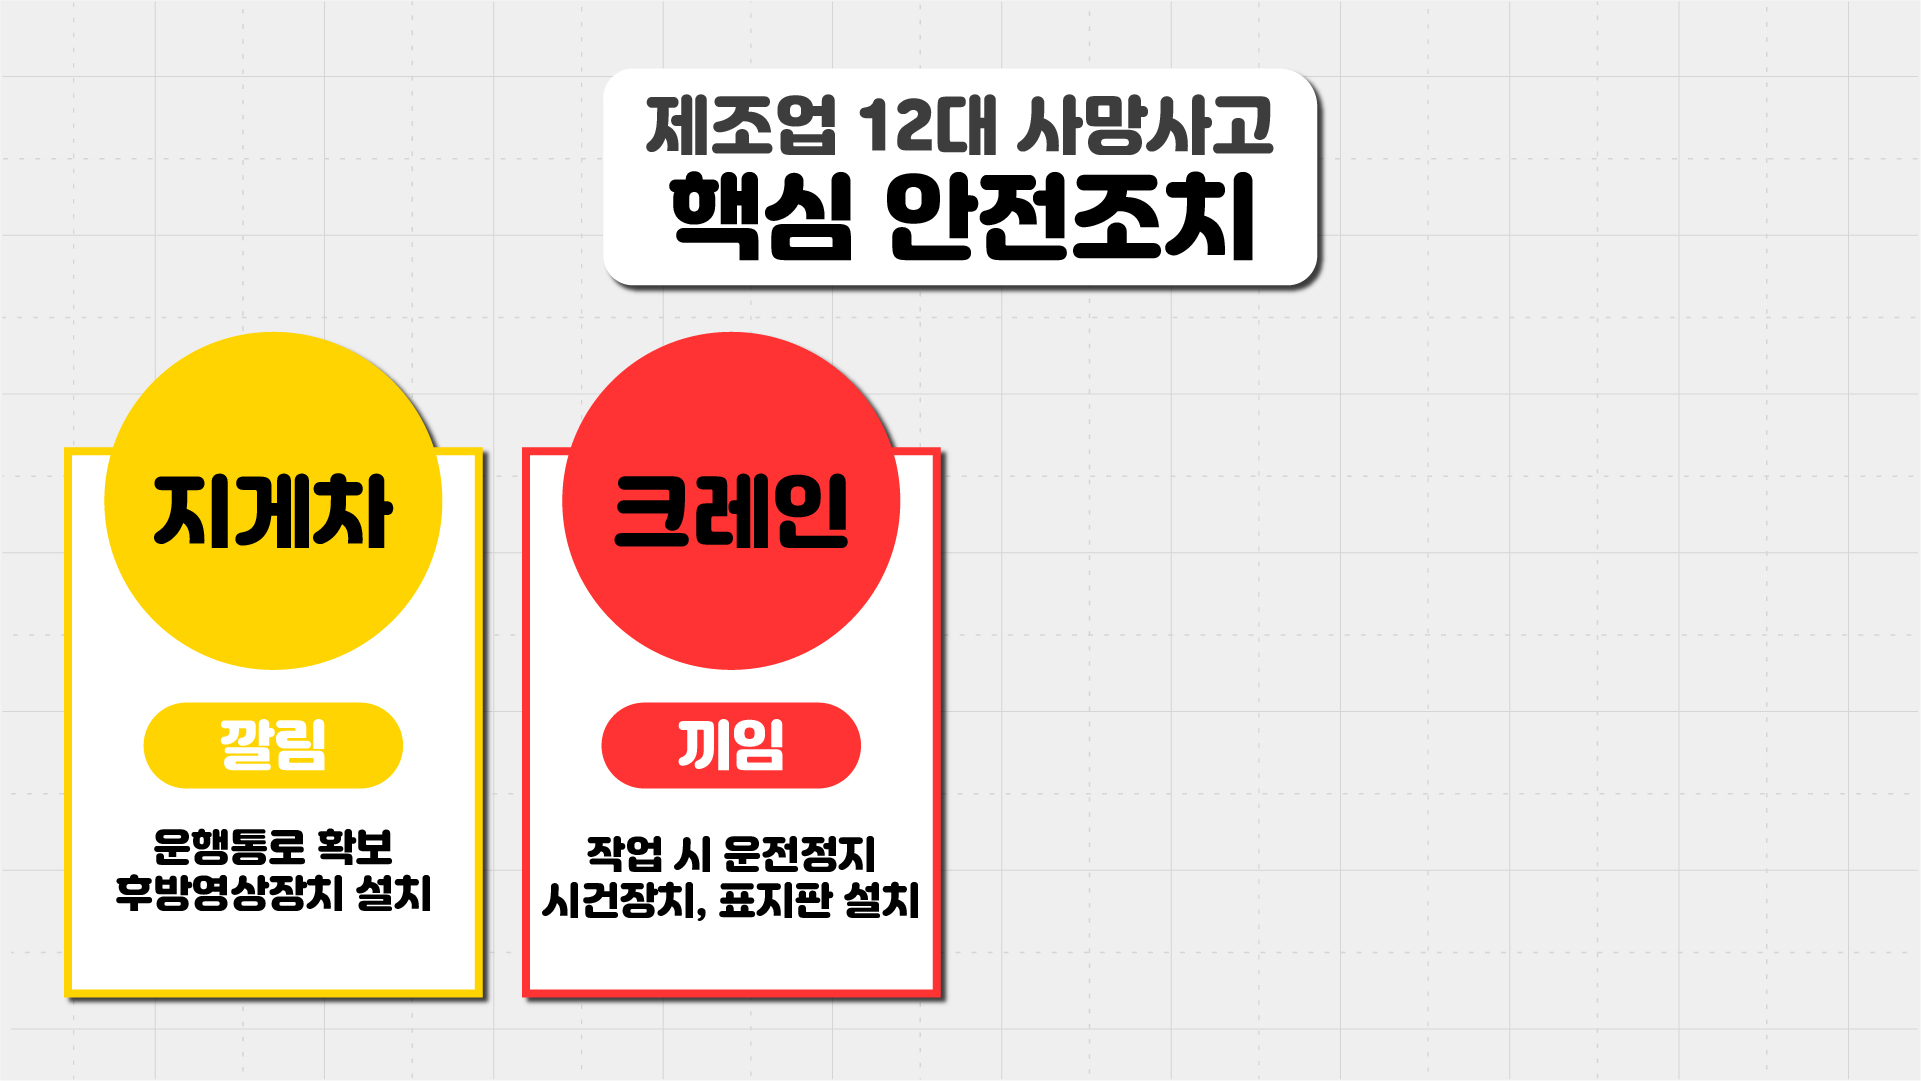 제조업 12대 사망사고
핵심 안전조치
지게차
깔림
운행통로 확보
후방영상장치 설치
크레인
끼임
작업 시 운전정지
시건장치, 표지판 설치